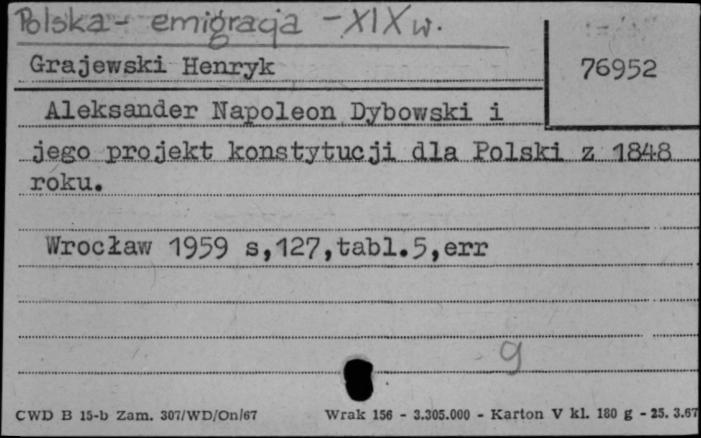 Polska - emigracja - XIX w.
Grajewski Henryk
76952
Aleksander Napoleon Dybowski i
jego projekt konstytucji dla Polski z 1848
roku.
Wrocław 1959 s,127,tabl.5,err
g
CWD B 15-b Zam. 307/WD/On/67 Wrak 156 - 3.305.000 - Karton V kl. 180 g - 25. 3.67